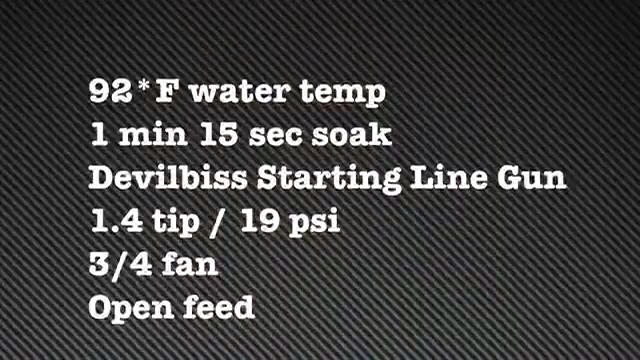 92*F water temp
1 min 15 sec soak
Devilbiss Starting Line Gun
1.4 tip / 19 psi
3/4 fan
Open feed